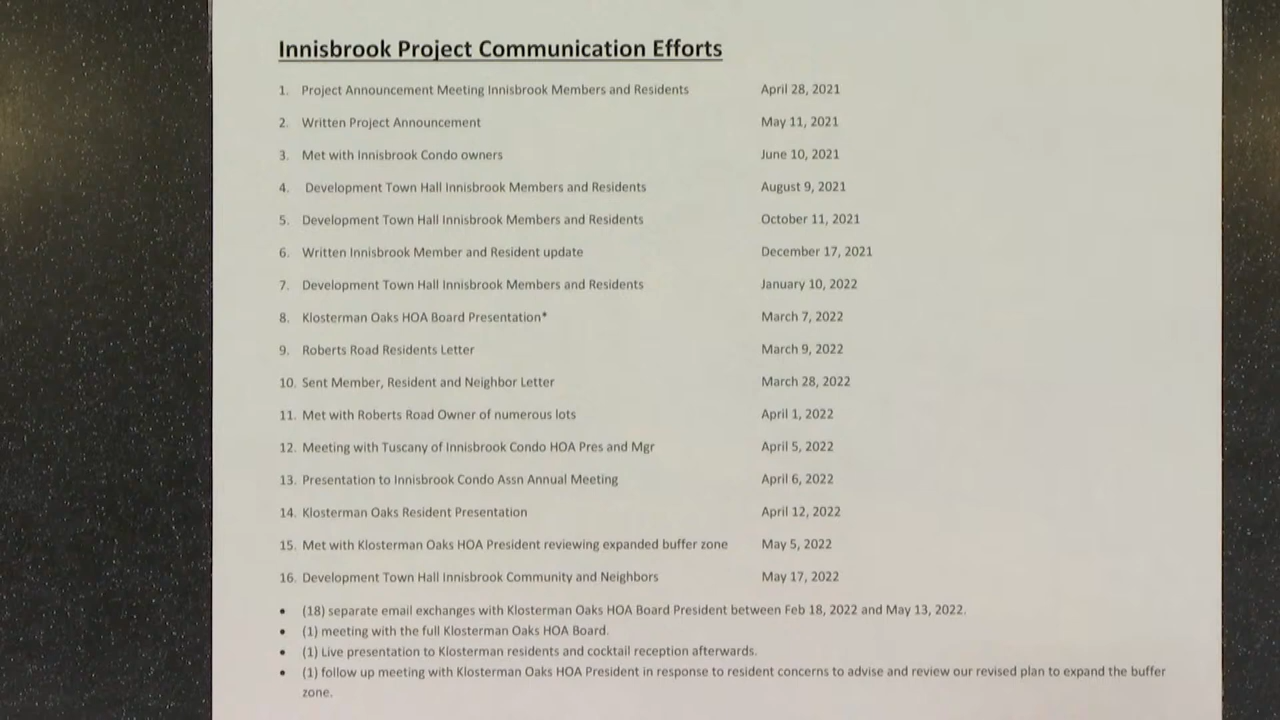 Innisbrook Project Communication Efforts
1. Project Announcement Meeting Innisbrook Members and Residents April 28, 2021
2. Written Project Announcement May 11, 2021
3. Met with Innisbrook Condo owners June 10, 2021
4. Development Town Hall Innisbrook Members and Residents August 9, 2021
5. Development Town Hall Innisbrook Members and Residents October 11, 2021
6. Written Innisbrook Member and Resident update December 17, 2021
7. Development Town Hall Innisbrook Members and Residents January 10, 2022
8. Klosterman Oaks HOA Board Presentation* March 7, 2022
9. Roberts Road Residents Letter March 9, 2022
10. Sent Member, Resident and Neighbor Letter March 28, 2022
11. Met with Roberts Road Owner of numerous lots April 1, 2022
12. Meeting with Tuscany of Innisbrook Condo HOA Pres and Mgr April 5, 2022
13. Presentation to Innisbrook Condo Assn Annual Meeting April 6, 2022
14. Klosterman Oaks Resident Presentation April 12, 2022
15. Met with Klosterman Oaks HOA President reviewing expanded buffer zone May 5, 2022
16. Development Town Hall Innisbrook Community and Neighbors May 17, 2022
• (18) separate email exchanges with Klosterman Oaks HOA Board President between Feb 18, 2022 and May 13, 2022.
• (1) meeting with the full Klosterman Oaks HOA Board.
• (1) Live presentation to Klosterman residents and cocktail reception afterwards.
• (1) follow up meeting with Klosterman Oaks HOA President in response to resident concerns to advise and review our revised plan to expand the buffer
zone.